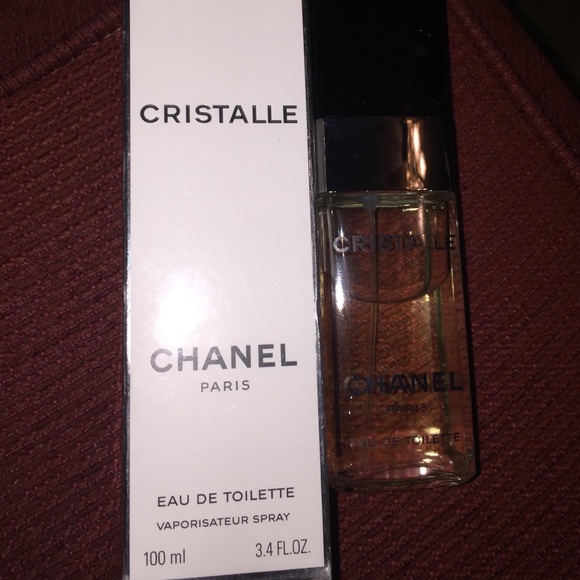 CRISTALLE
CHANEL
PARIS
EAU DE TOILETTE
VAPORISATEUR SPRAY
100 ml 3.4 FL.OZ.
CRISTALLE
CHANEL
PARIS
EAU DE TOILETTE